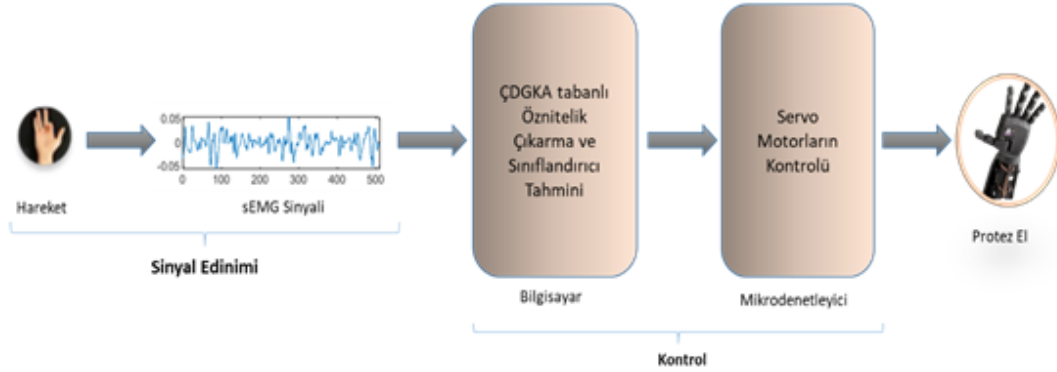 0.05
0
-0.05
0 100 200 300 400 500
Hareket
sEMG Sinyali
Sinyal Edinimi
ÇDGKA tabanlı
Öznitelik
Çıkarma ve
Sınıflandırıcı
Tahmini
Bilgisayar
Servo
Motorların
Kontrolü
Mikrodenetleyici
Kontrol
Protez El